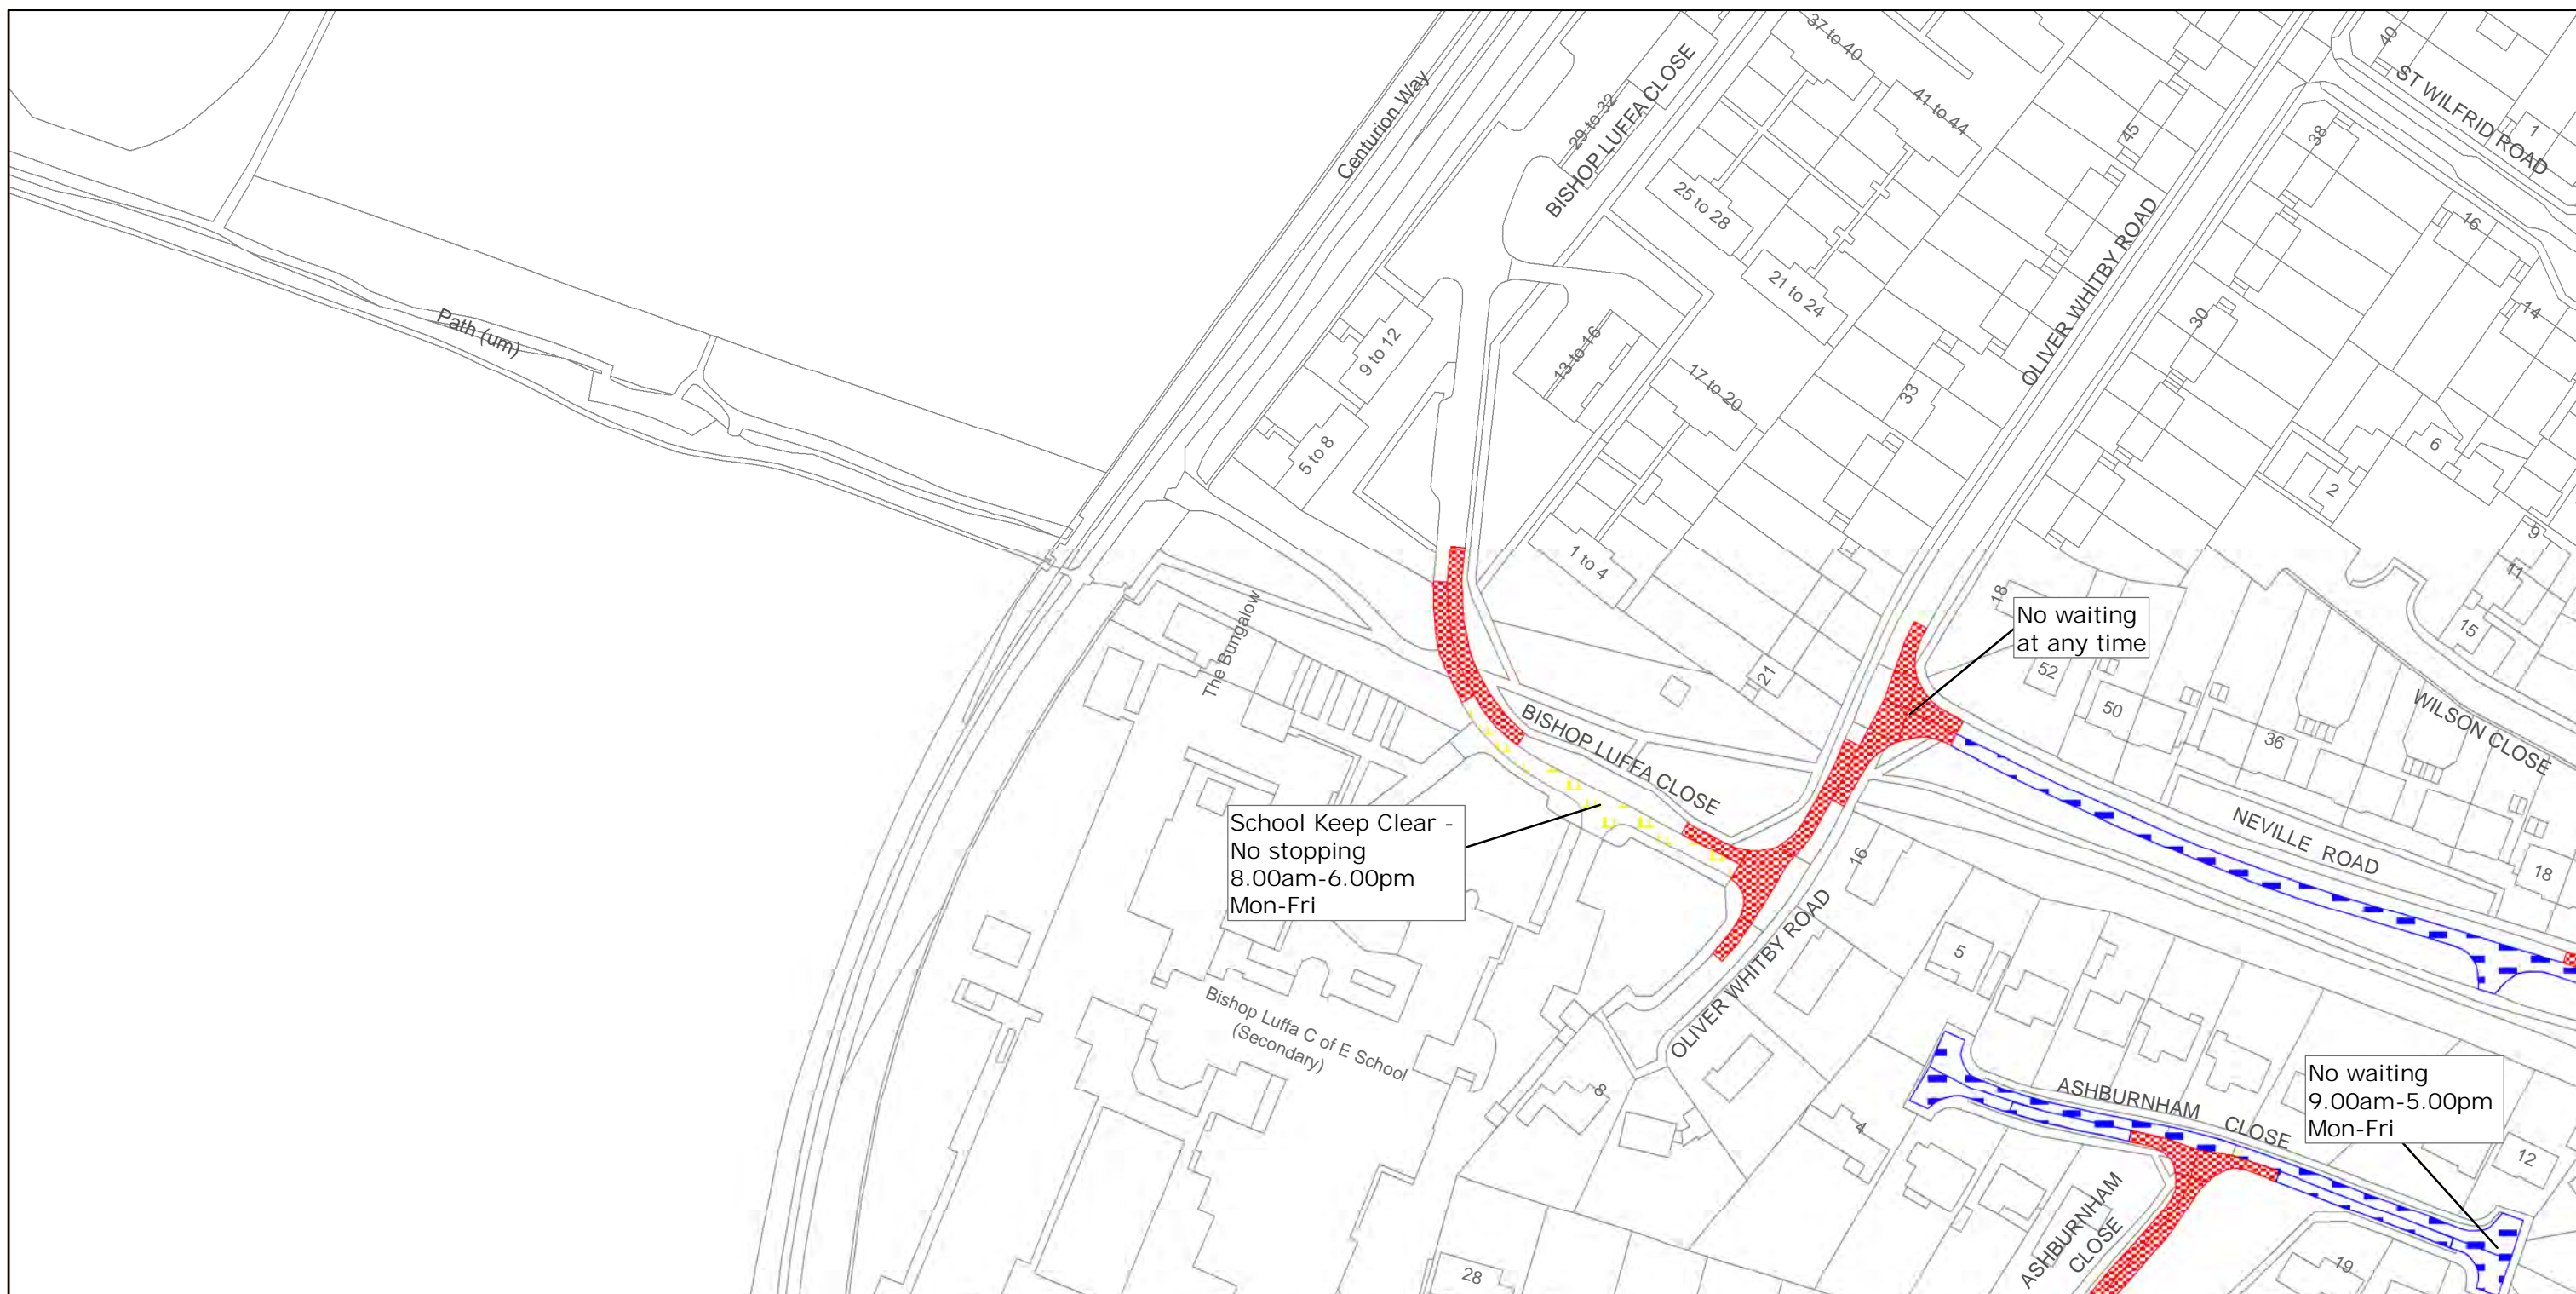 37 to 40
40
ST WILFRID ROAD
1
Centurion Way
29 to 32
BISHOP LUFFA CLOSE
41 to 44
45
38
25 to 28
16
OLIVER WHITBY ROAD
21 to 24
14
30
Path (um)
9 to 12
13 to 16
17 to 20
33
5 to 8
6
2
9
11
1 to 4
18
No waiting
at any time
15
The Bungalow
21
52
50
36
WILSON CLOSE
BISHOP LUFFA CLOSE
School Keep Clear -
No stopping
8.00am-6.00pm
Mon-Fri
NEVILLE ROAD
16
18
OLIVER WHITBY ROAD
5
Bishop Luffa C of E School
(Secondary)
8
4
ASHBURNHAM CLOSE
No waiting
9.00am-5.00pm
Mon-Fri
12
ASHBURNHAM
CLOSE
28
19